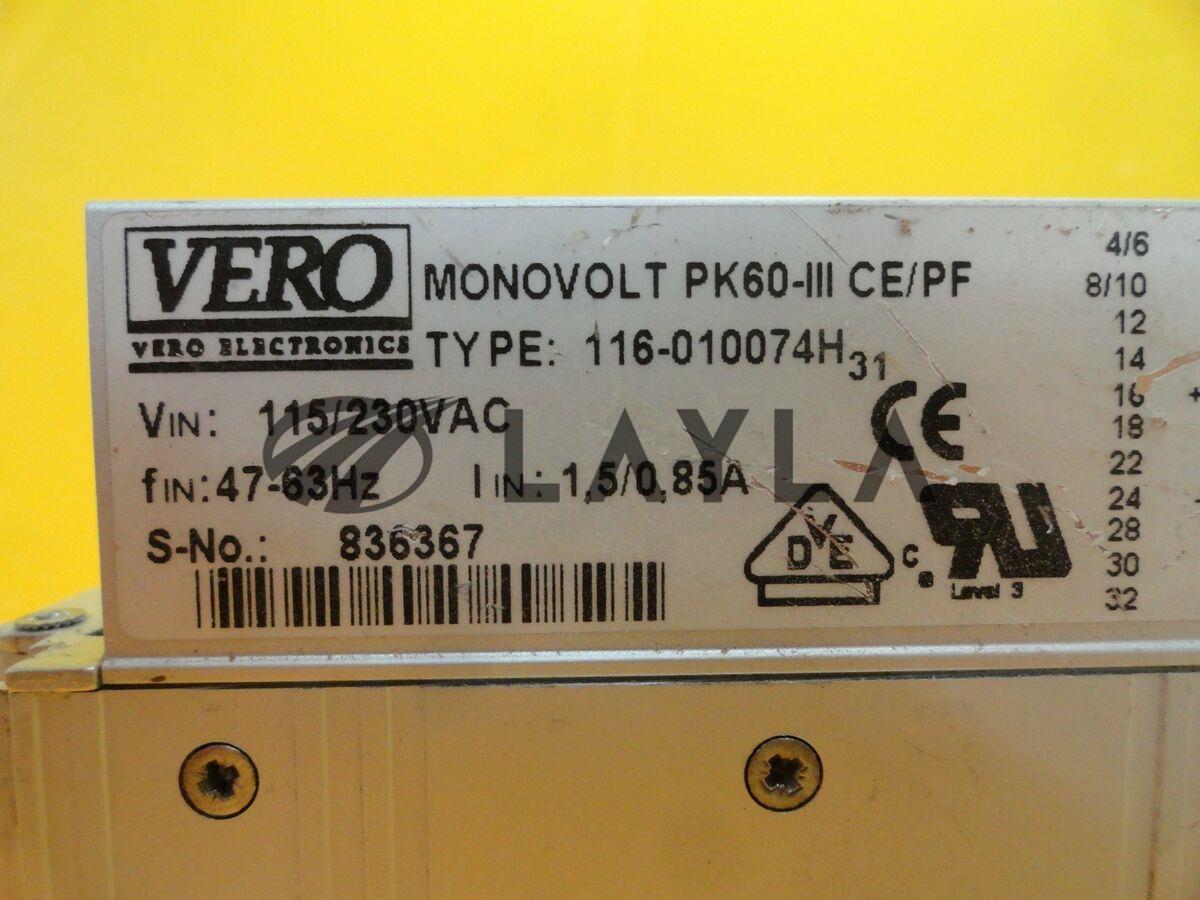 VERO
VERO ELECTRONICS
MONOVOLT PK60-III CE/PF
TYPE: 116-010074H31
VIN: 115/230VAC
fIN: 47-63Hz IIN: 1,5/0,85A
S-No.: 836367
LAYLA
CE
VDE
c RU
Level 3
4/6
8/10
12
14
16 +
18
22
24 -
28
30
32